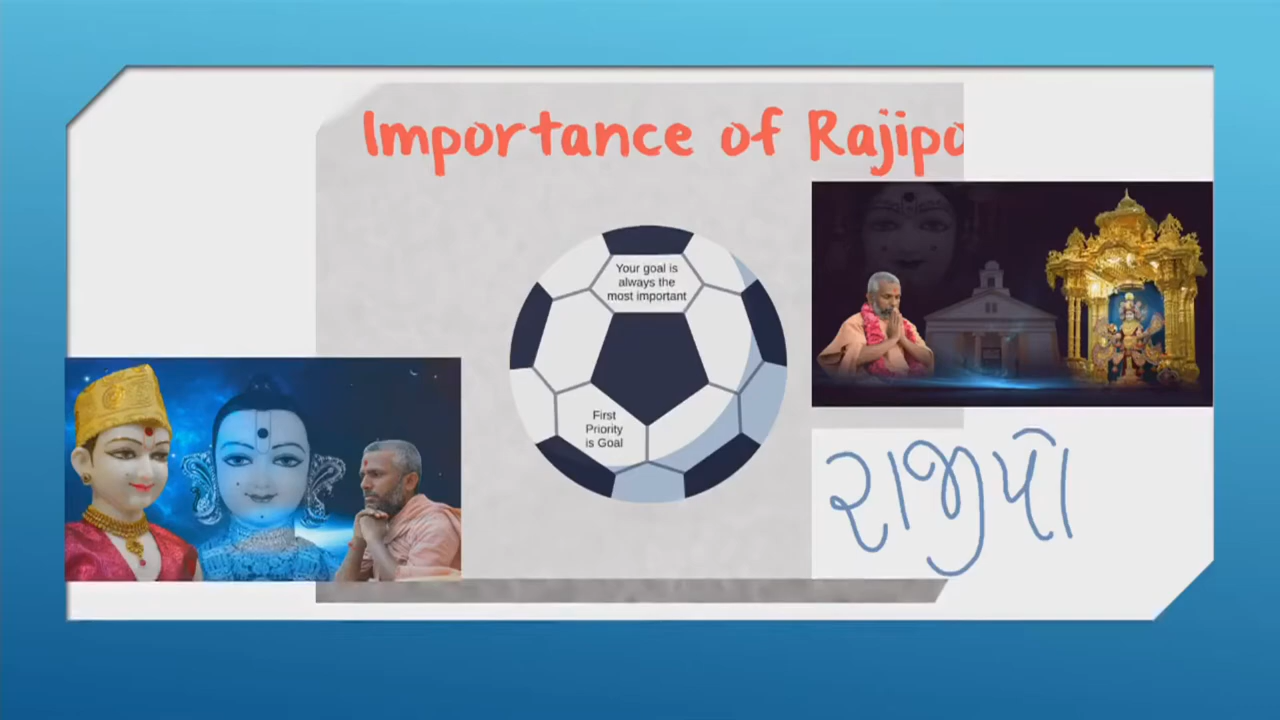 Importance of Rajipo
Your goal is
always the
most important
First
Priority
is Goal
રાજીપો